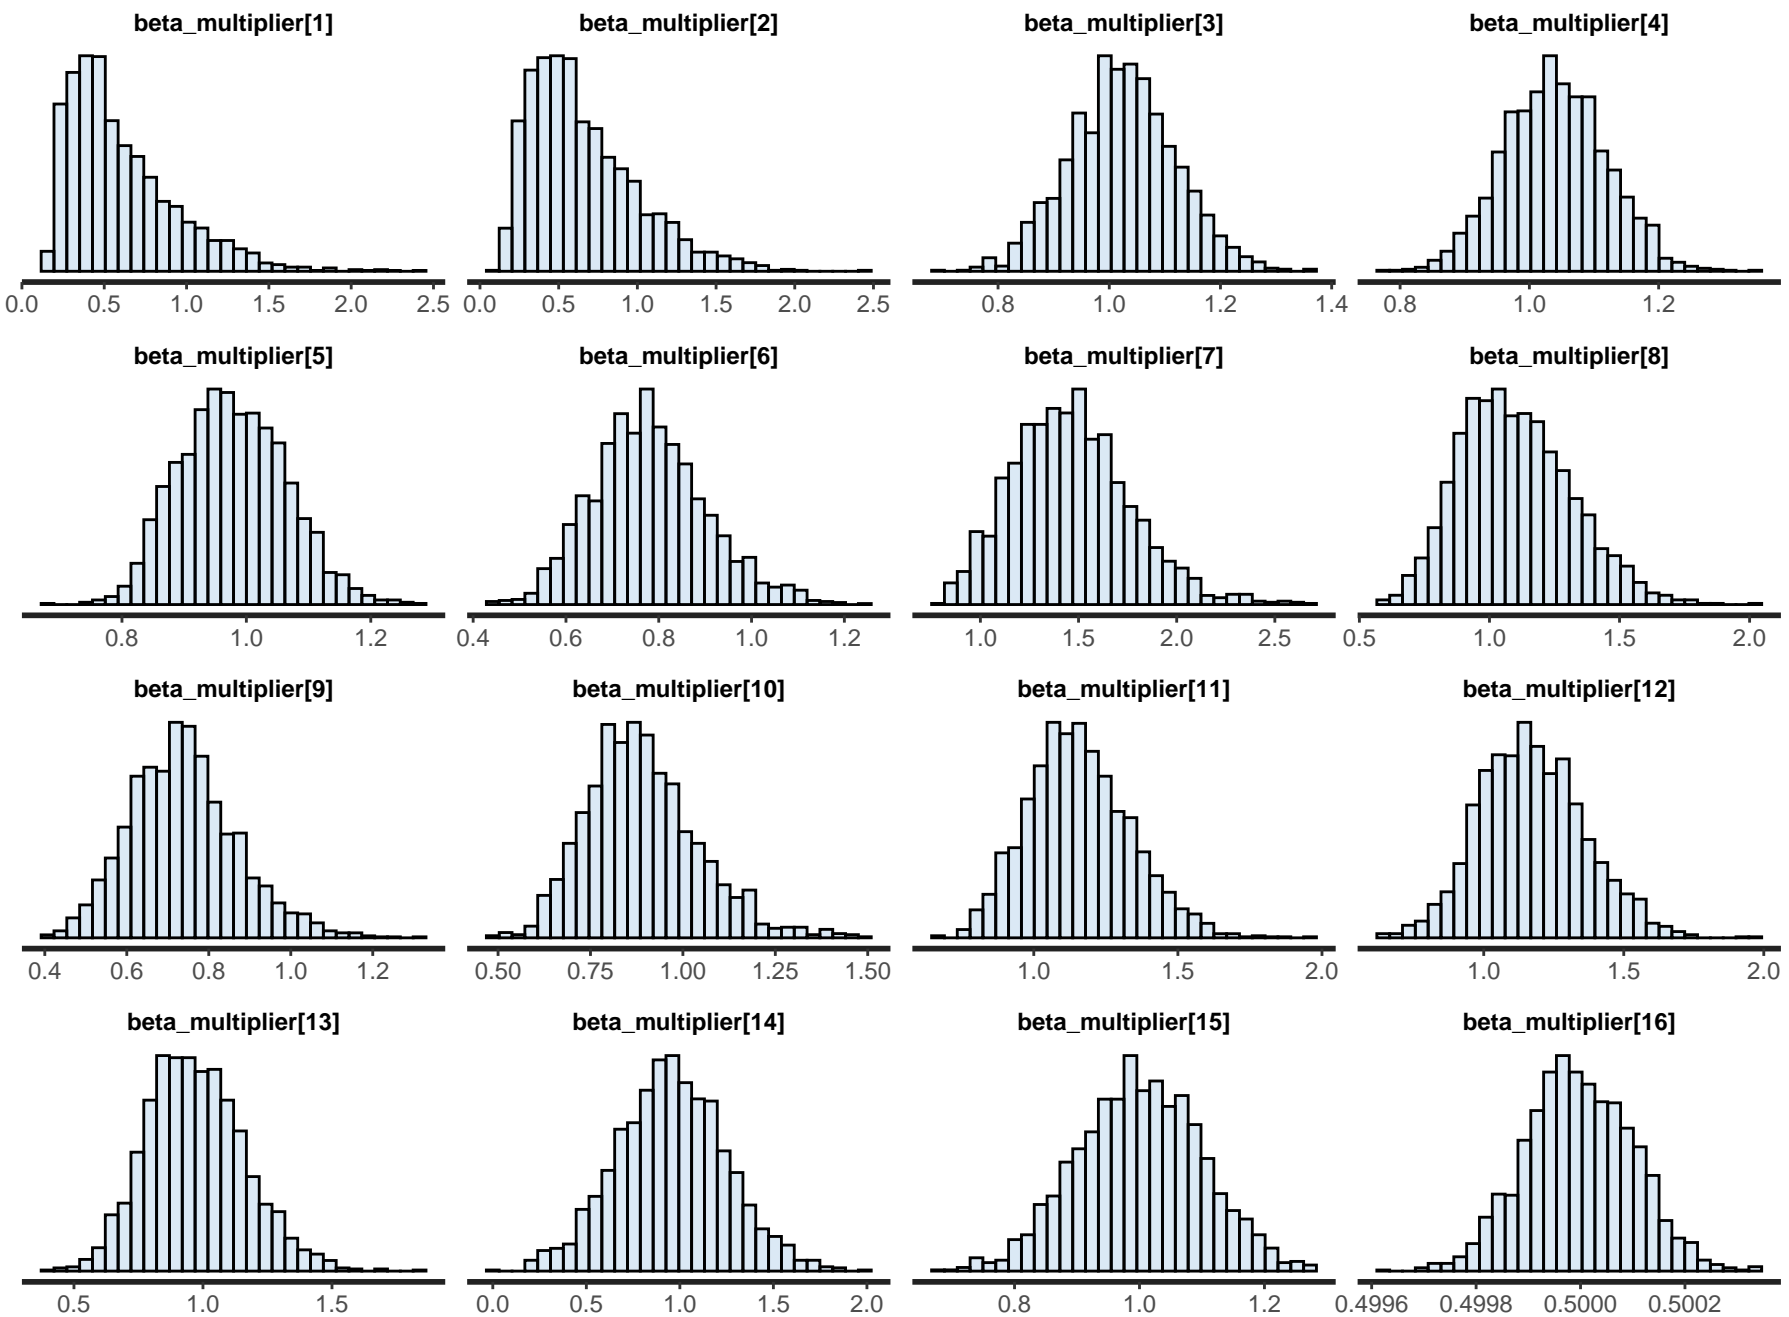 beta_multiplier[1] beta_multiplier[2] beta_multiplier[3] beta_multiplier[4]
0.0 0.5 1.0 1.5 2.0 2.5 0.0 0.5 1.0 1.5 2.0 2.5 0.8 1.0 1.2 1.4 0.8 1.0 1.2
beta_multiplier[5] beta_multiplier[6] beta_multiplier[7] beta_multiplier[8]
0.8 1.0 1.2 0.4 0.6 0.8 1.0 1.2 1.0 1.5 2.0 2.5 0.5 1.0 1.5 2.0
beta_multiplier[9] beta_multiplier[10] beta_multiplier[11] beta_multiplier[12]
0.4 0.6 0.8 1.0 1.2 0.50 0.75 1.00 1.25 1.50 1.0 1.5 2.0 1.0 1.5 2.0
beta_multiplier[13] beta_multiplier[14] beta_multiplier[15] beta_multiplier[16]
0.5 1.0 1.5 0.0 0.5 1.0 1.5 2.0 0.8 1.0 1.2 0.4996 0.4998 0.5000 0.5002